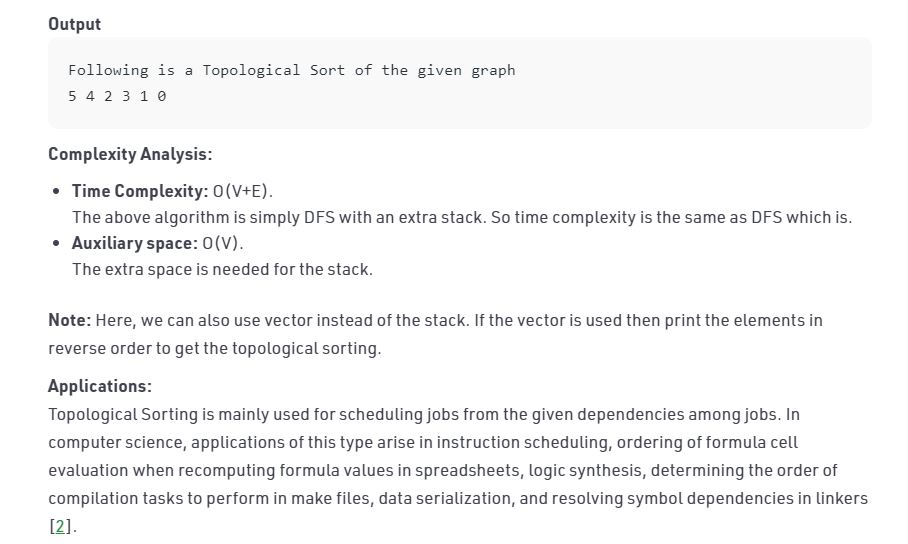 Output
Following is a Topological Sort of the given graph
5 4 2 3 1 0
Complexity Analysis:
• Time Complexity: O(V+E).
The above algorithm is simply DFS with an extra stack. So time complexity is the same as DFS which is.
• Auxiliary space: O(V).
The extra space is needed for the stack.
Note: Here, we can also use vector instead of the stack. If the vector is used then print the elements in
reverse order to get the topological sorting.
Applications:
Topological Sorting is mainly used for scheduling jobs from the given dependencies among jobs. In
computer science, applications of this type arise in instruction scheduling, ordering of formula cell
evaluation when recomputing formula values in spreadsheets, logic synthesis, determining the order of
compilation tasks to perform in make files, data serialization, and resolving symbol dependencies in linkers
[2].